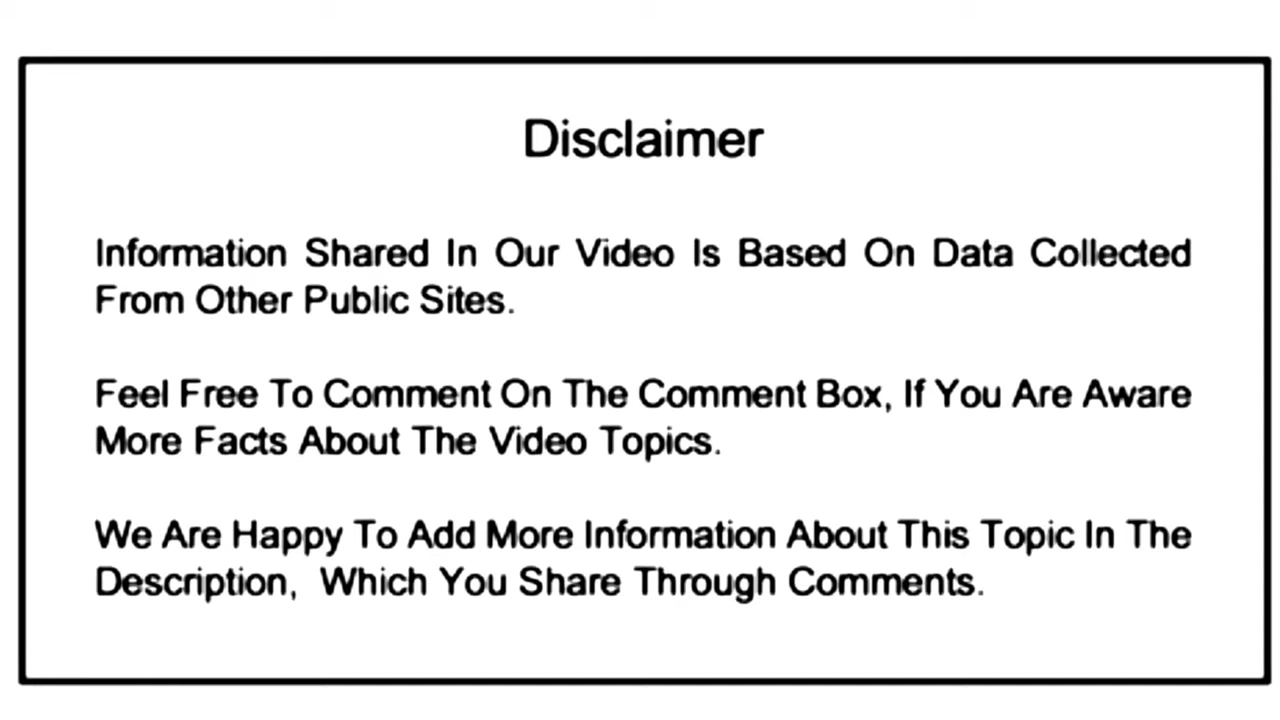 Disclaimer
Information Shared In Our Video Is Based On Data Collected
From Other Public Sites.
Feel Free To Comment On The Comment Box, If You Are Aware
More Facts About The Video Topics.
We Are Happy To Add More Information About This Topic In The
Description,  Which You Share Through Comments.